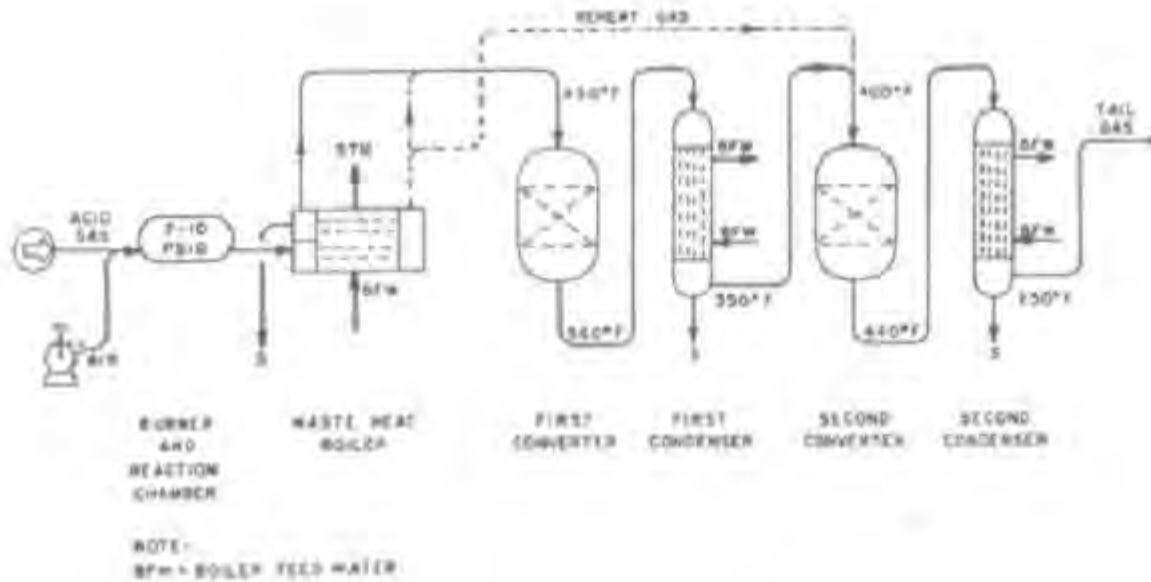 REHEAT GAS
450°F
400°F
TAIL
GAS
STM
BFW
BFW
ACID
GAS
2-10
PSIG
BFW
BFW
BFW
350°F
AIR
S
560°F
S
440°F
S
BURNER
AND
REACTION
CHAMBER
WASTE HEAT
BOILER
FIRST
CONVERTER
FIRST
CONDENSER
SECOND
CONVERTER
SECOND
CONDENSER
NOTE-
BFW = BOILER FEED WATER